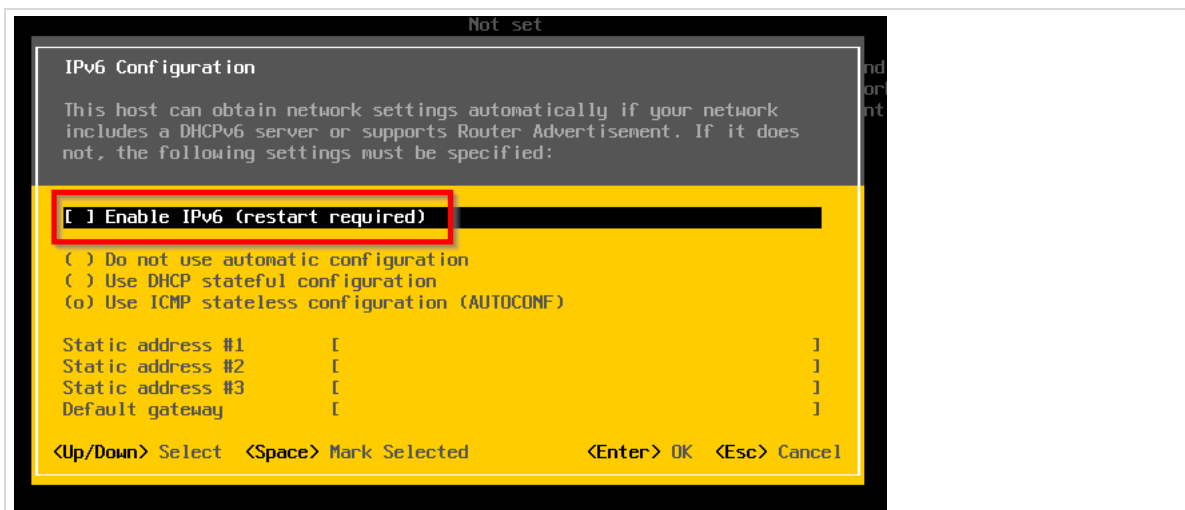 Not set
IPv6 Configuration
nd
or
This host can obtain network settings automatically if your network
nt
includes a DHCPv6 server or supports Router Advertisement. If it does
not, the following settings must be specified:
[ ] Enable IPv6 (restart required)
( ) Do not use automatic configuration
( ) Use DHCP stateful configuration
(o) Use ICMP stateless configuration (AUTOCONF)
Static address #1 [ ]
Static address #2 [ ]
Static address #3 [ ]
Default gateway [ ]
<Up/Down> Select <Space> Mark Selected <Enter> OK <Esc> Cancel